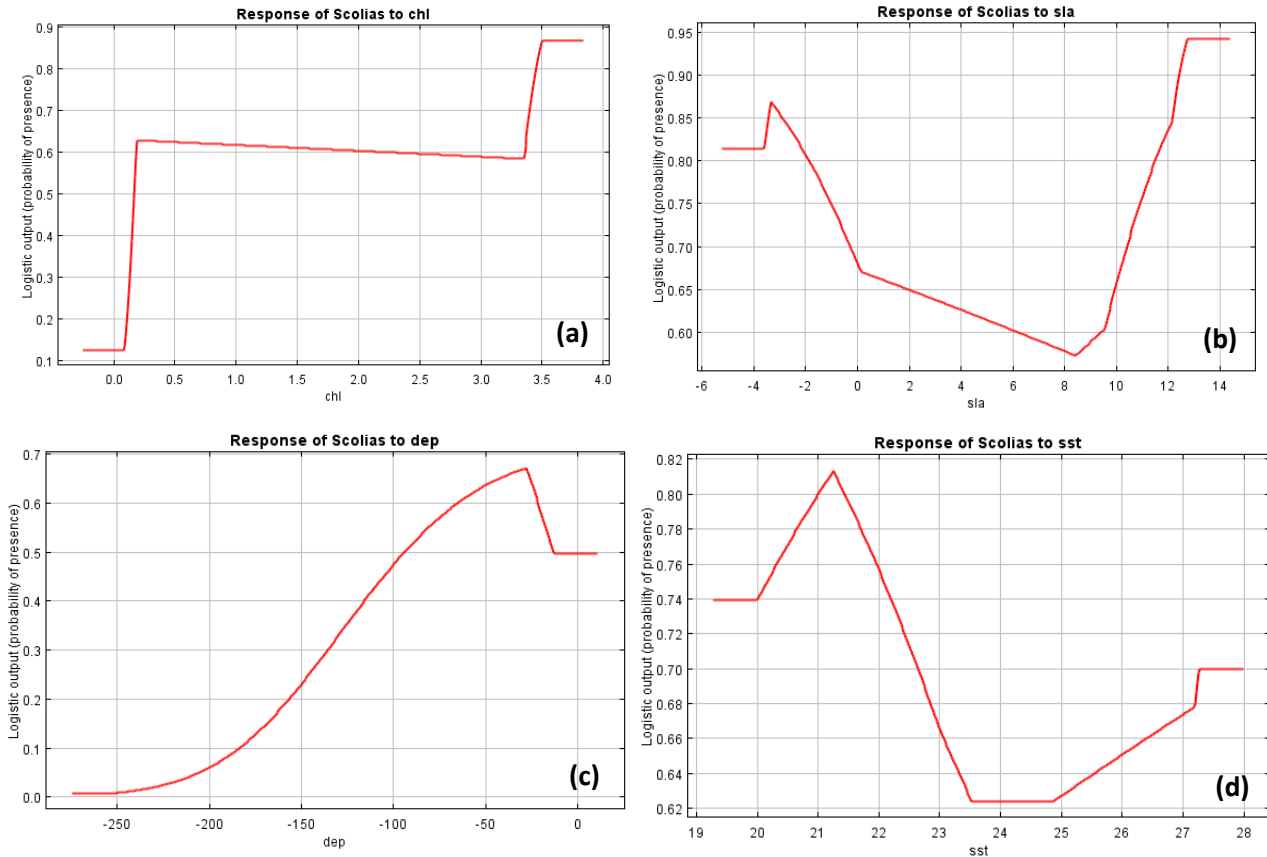 Response of Scolias to chl
Logistic output (probability of presence)
0.9
0.8
0.7
0.6
0.5
0.4
0.3
0.2
0.1
0.0 0.5 1.0 1.5 2.0 2.5 3.0 3.5 4.0
chl
(a)
Response of Scolias to sla
Logistic output (probability of presence)
0.95
0.90
0.85
0.80
0.75
0.70
0.65
0.60
-6 -4 -2 0 2 4 6 8 10 12 14
sla
(b)
Response of Scolias to dep
Logistic output (probability of presence)
0.7
0.6
0.5
0.4
0.3
0.2
0.1
0.0
-250 -200 -150 -100 -50 0
dep
(c)
Response of Scolias to sst
Logistic output (probability of presence)
0.82
0.80
0.78
0.76
0.74
0.72
0.70
0.68
0.66
0.64
0.62
19 20 21 22 23 24 25 26 27 28
sst
(d)